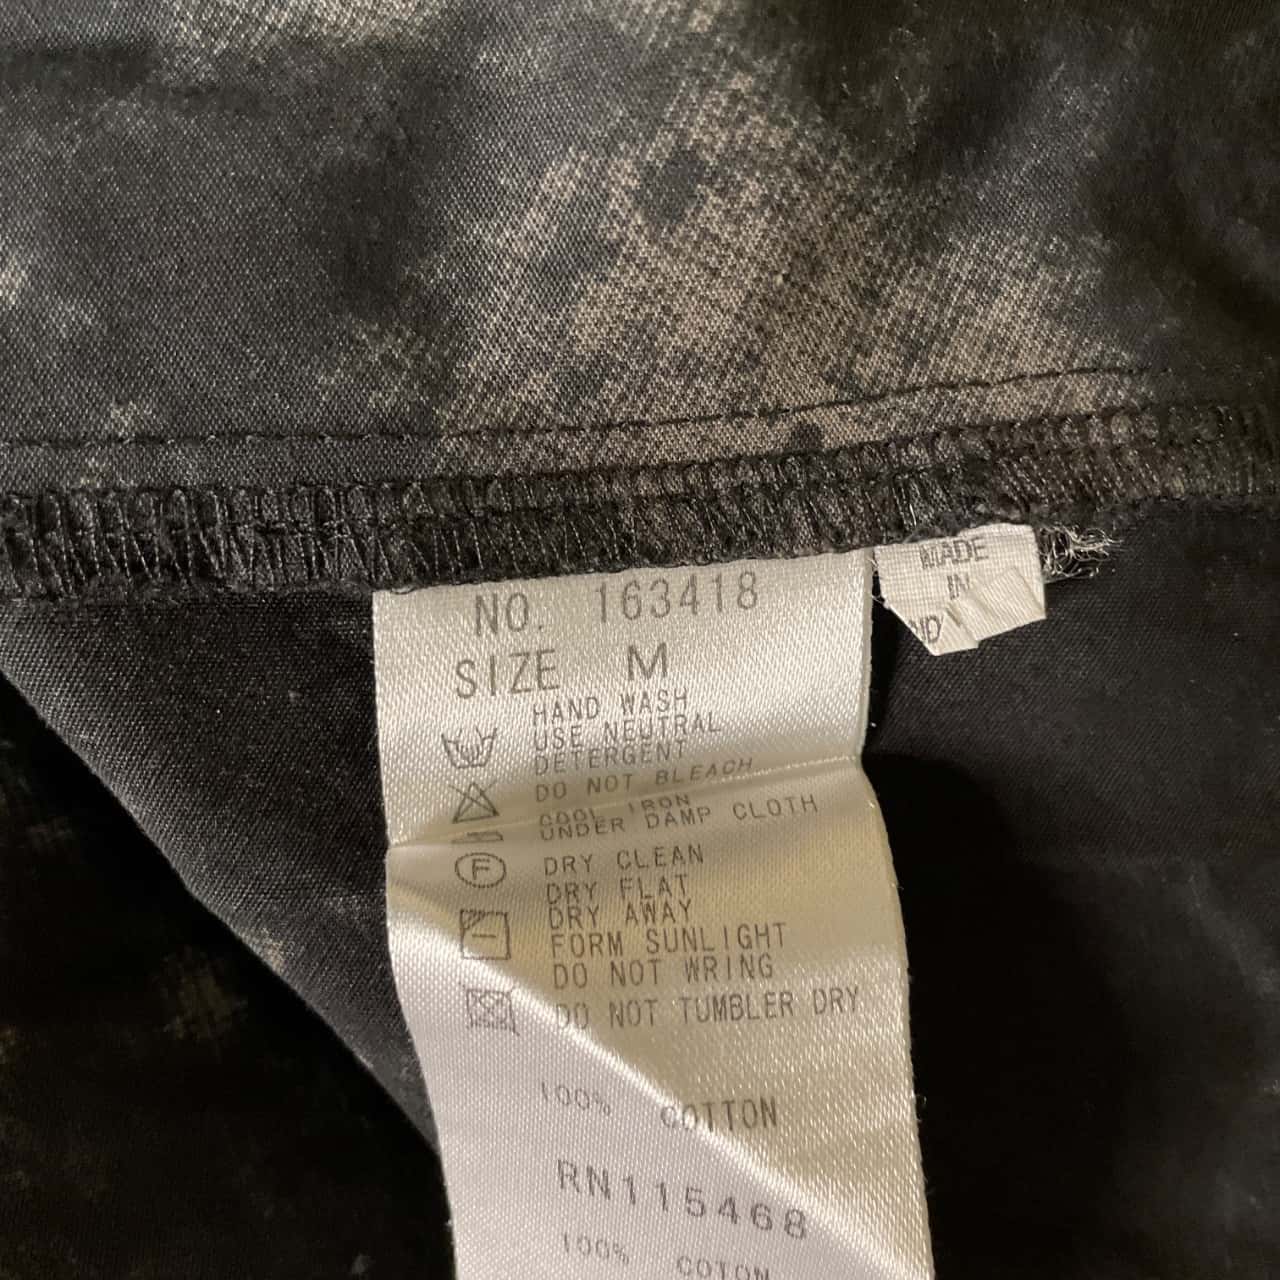 NO. 163418
SIZE M
HAND WASH
USE NEUTRAL
DETERGENT
DO NOT BLEACH
COOL IRON
UNDER DAMP CLOTH
F
DRY CLEAN
DRY FLAT
DRY AWAY
FORM SUNLIGHT
DO NOT WRING
DO NOT TUMBLER DRY
100% COTTON
RN115468
100% COTON
MADE
IN